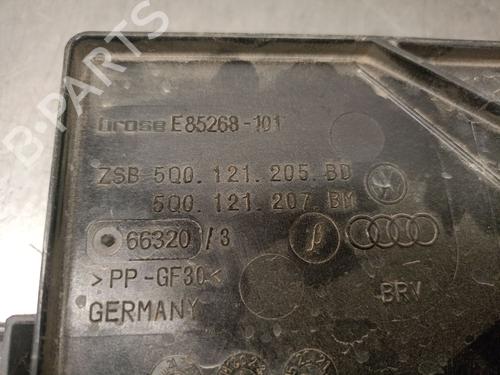 brose E85268-101
ZSB 5Q0.121.205.BD
5Q0.121.207.BM
66320/3
>PP-GF30<
GERMANY
BRV
B-PARTS